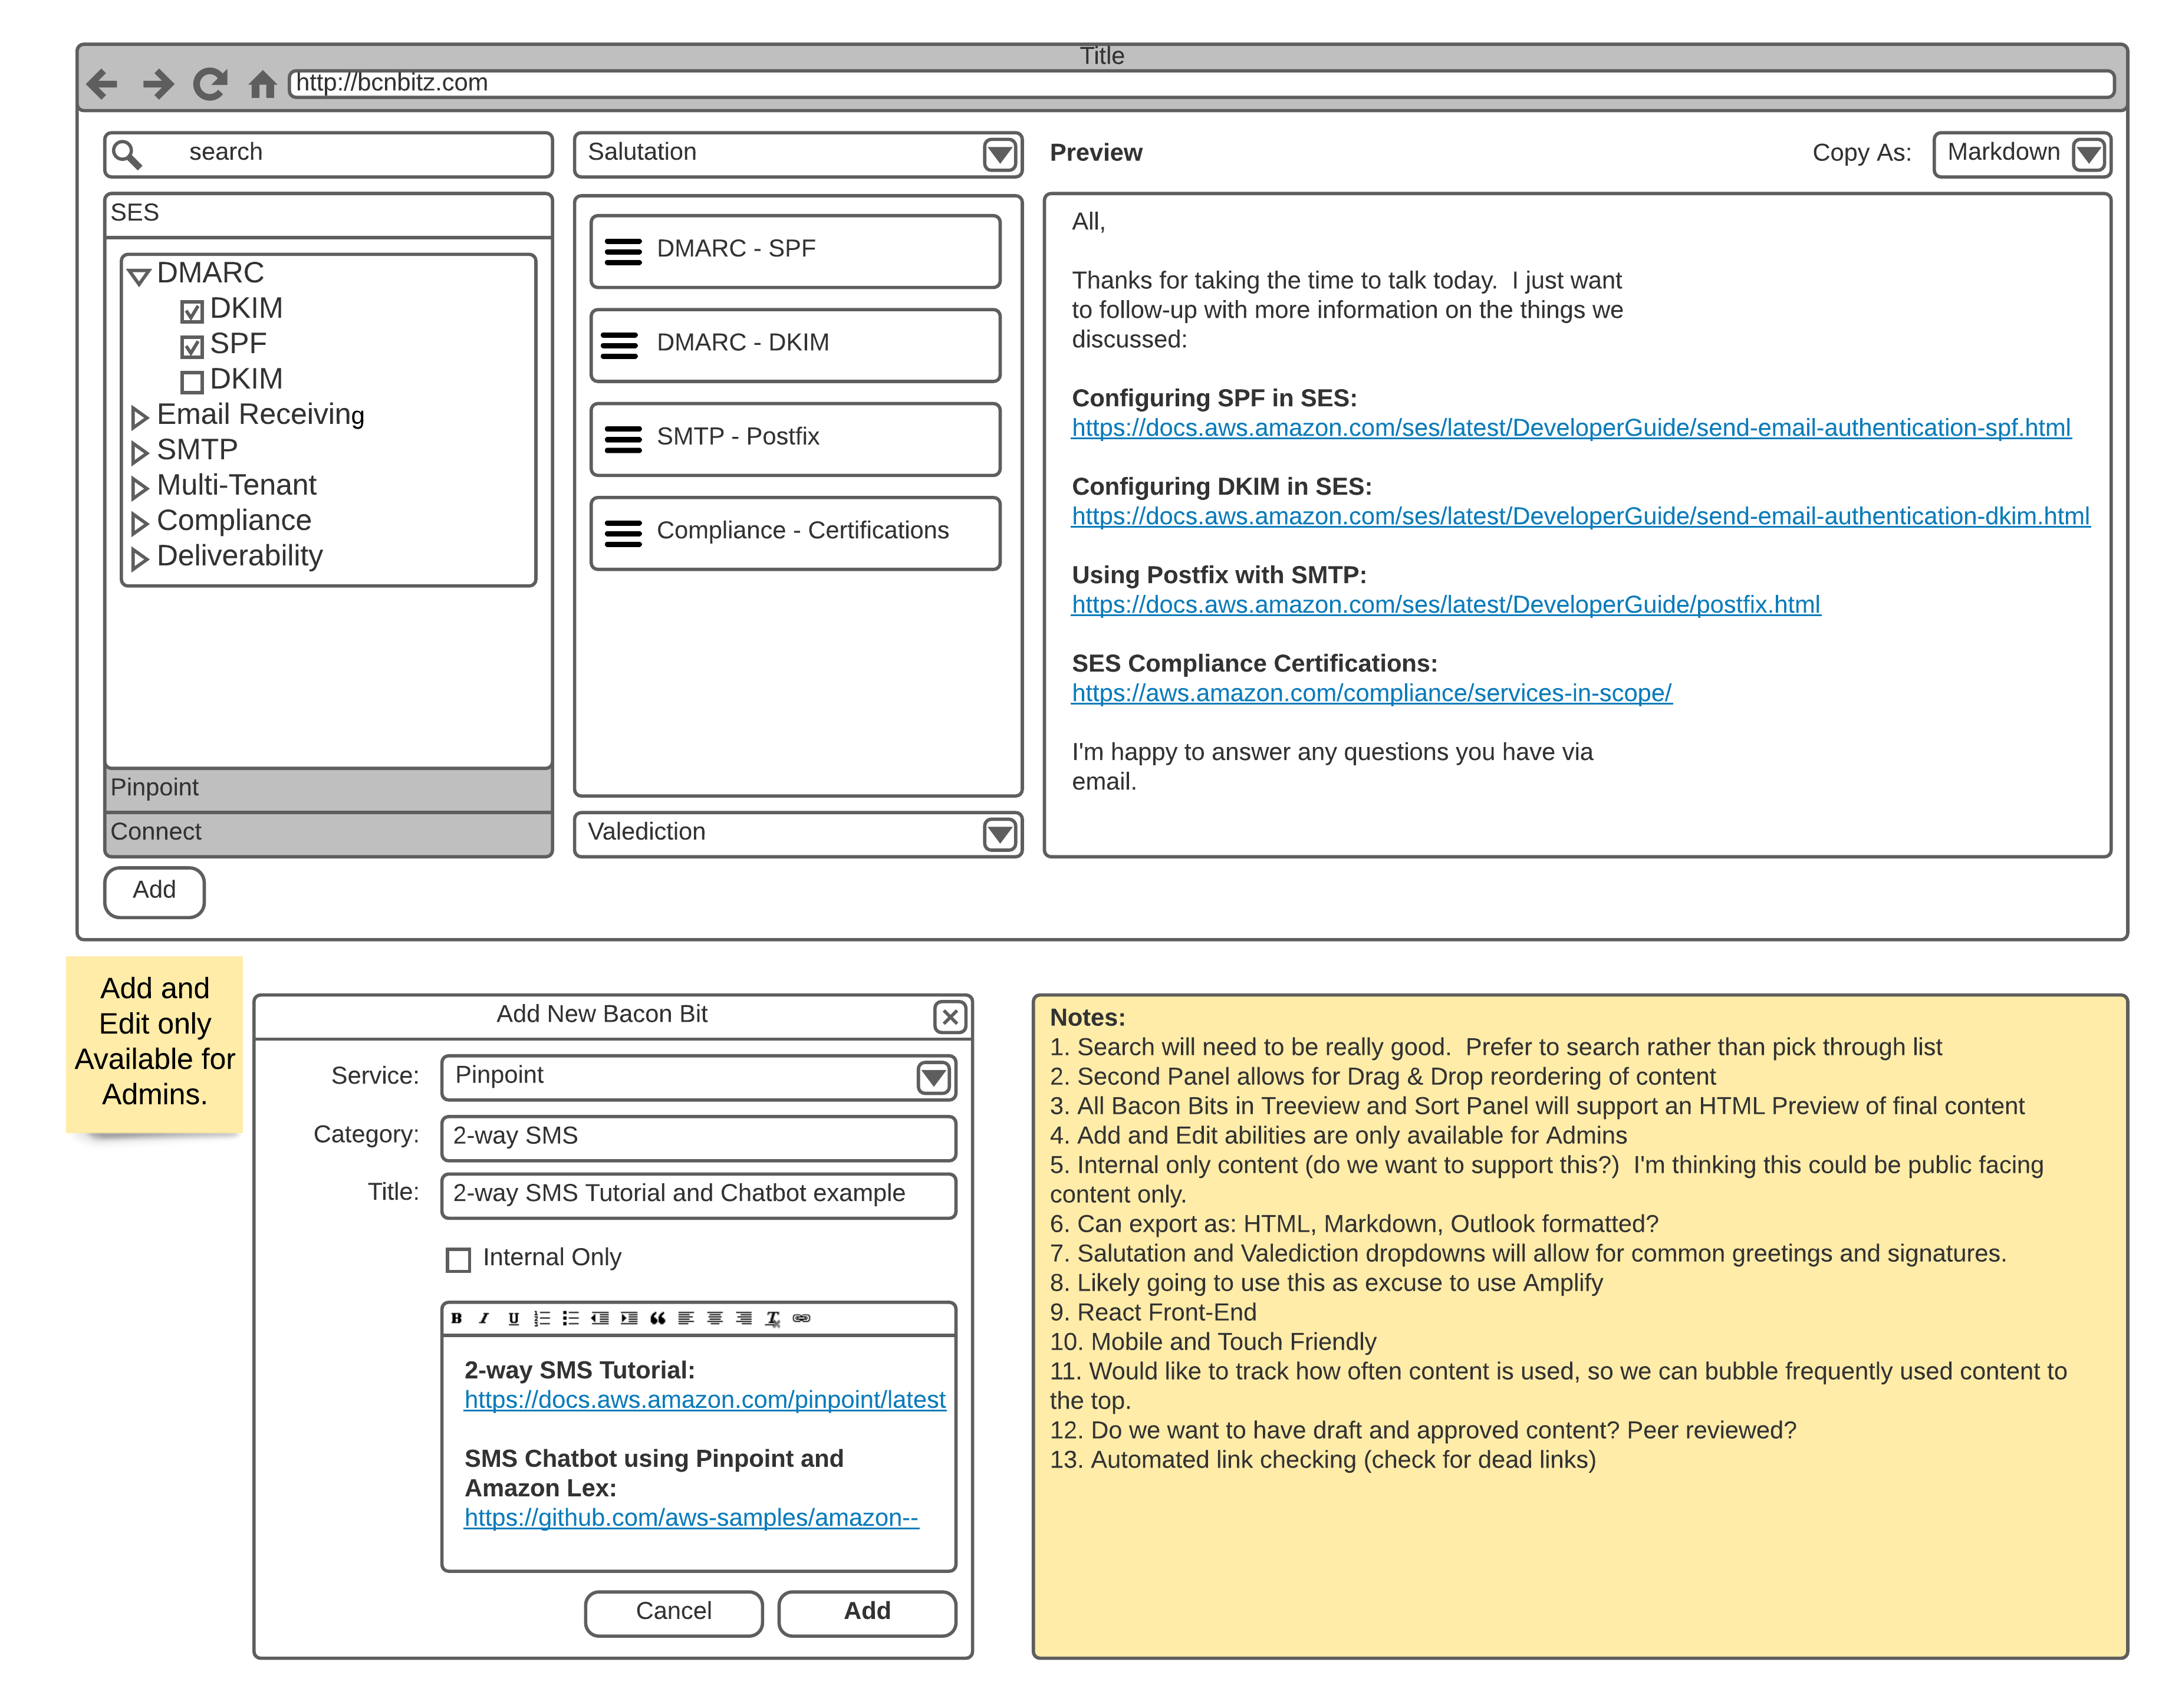 Title
http://bcnbitz.com
search
Salutation
Preview
Copy As:
Markdown
SES
DMARC
DKIM
SPF
DKIM
Email Receiving
SMTP
Multi-Tenant
Compliance
Deliverability
Pinpoint
Connect
Add
DMARC - SPF
DMARC - DKIM
SMTP - Postfix
Compliance - Certifications
Valediction
All,
Thanks for taking the time to talk today.  I just want
to follow-up with more information on the things we
discussed:
Configuring SPF in SES:
https://docs.aws.amazon.com/ses/latest/DeveloperGuide/send-email-authentication-spf.html
Configuring DKIM in SES:
https://docs.aws.amazon.com/ses/latest/DeveloperGuide/send-email-authentication-dkim.html
Using Postfix with SMTP:
https://docs.aws.amazon.com/ses/latest/DeveloperGuide/postfix.html
SES Compliance Certifications:
https://aws.amazon.com/compliance/services-in-scope/
I'm happy to answer any questions you have via
email.
Add and
Edit only
Available for
Admins.
Add New Bacon Bit
Service:
Pinpoint
Category:
2-way SMS
Title:
2-way SMS Tutorial and Chatbot example
Internal Only
2-way SMS Tutorial:
https://docs.aws.amazon.com/pinpoint/latest
SMS Chatbot using Pinpoint and
Amazon Lex:
https://github.com/aws-samples/amazon--
Cancel
Add
Notes:
1. Search will need to be really good.  Prefer to search rather than pick through list
2. Second Panel allows for Drag & Drop reordering of content
3. All Bacon Bits in Treeview and Sort Panel will support an HTML Preview of final content
4. Add and Edit abilities are only available for Admins
5. Internal only content (do we want to support this?)  I'm thinking this could be public facing
content only.
6. Can export as: HTML, Markdown, Outlook formatted?
7. Salutation and Valediction dropdowns will allow for common greetings and signatures.
8. Likely going to use this as excuse to use Amplify
9. React Front-End
10. Mobile and Touch Friendly
11. Would like to track how often content is used, so we can bubble frequently used content to
the top.
12. Do we want to have draft and approved content? Peer reviewed?
13. Automated link checking (check for dead links)